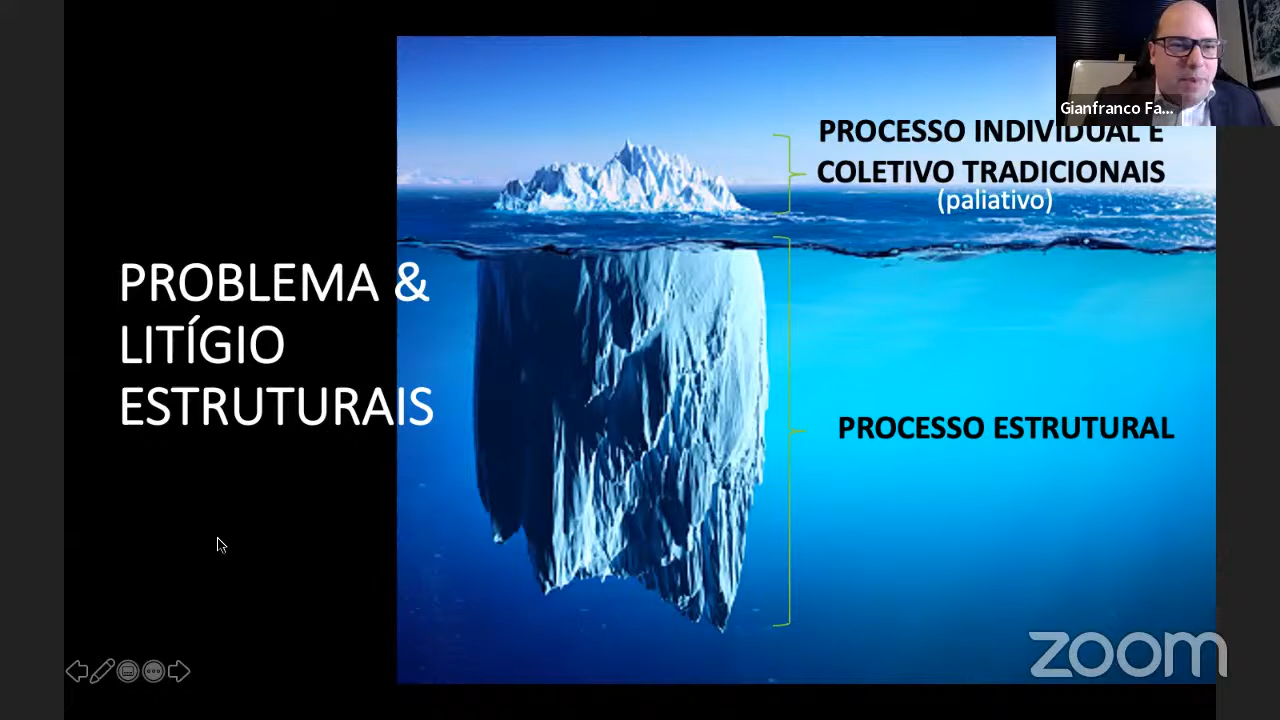 PROBLEMA &
LITÍGIO
ESTRUTURAIS
PROCESSO INDIVIDUAL E
COLETIVO TRADICIONAIS
(paliativo)
PROCESSO ESTRUTURAL
Gianfranco Fa...
zoom